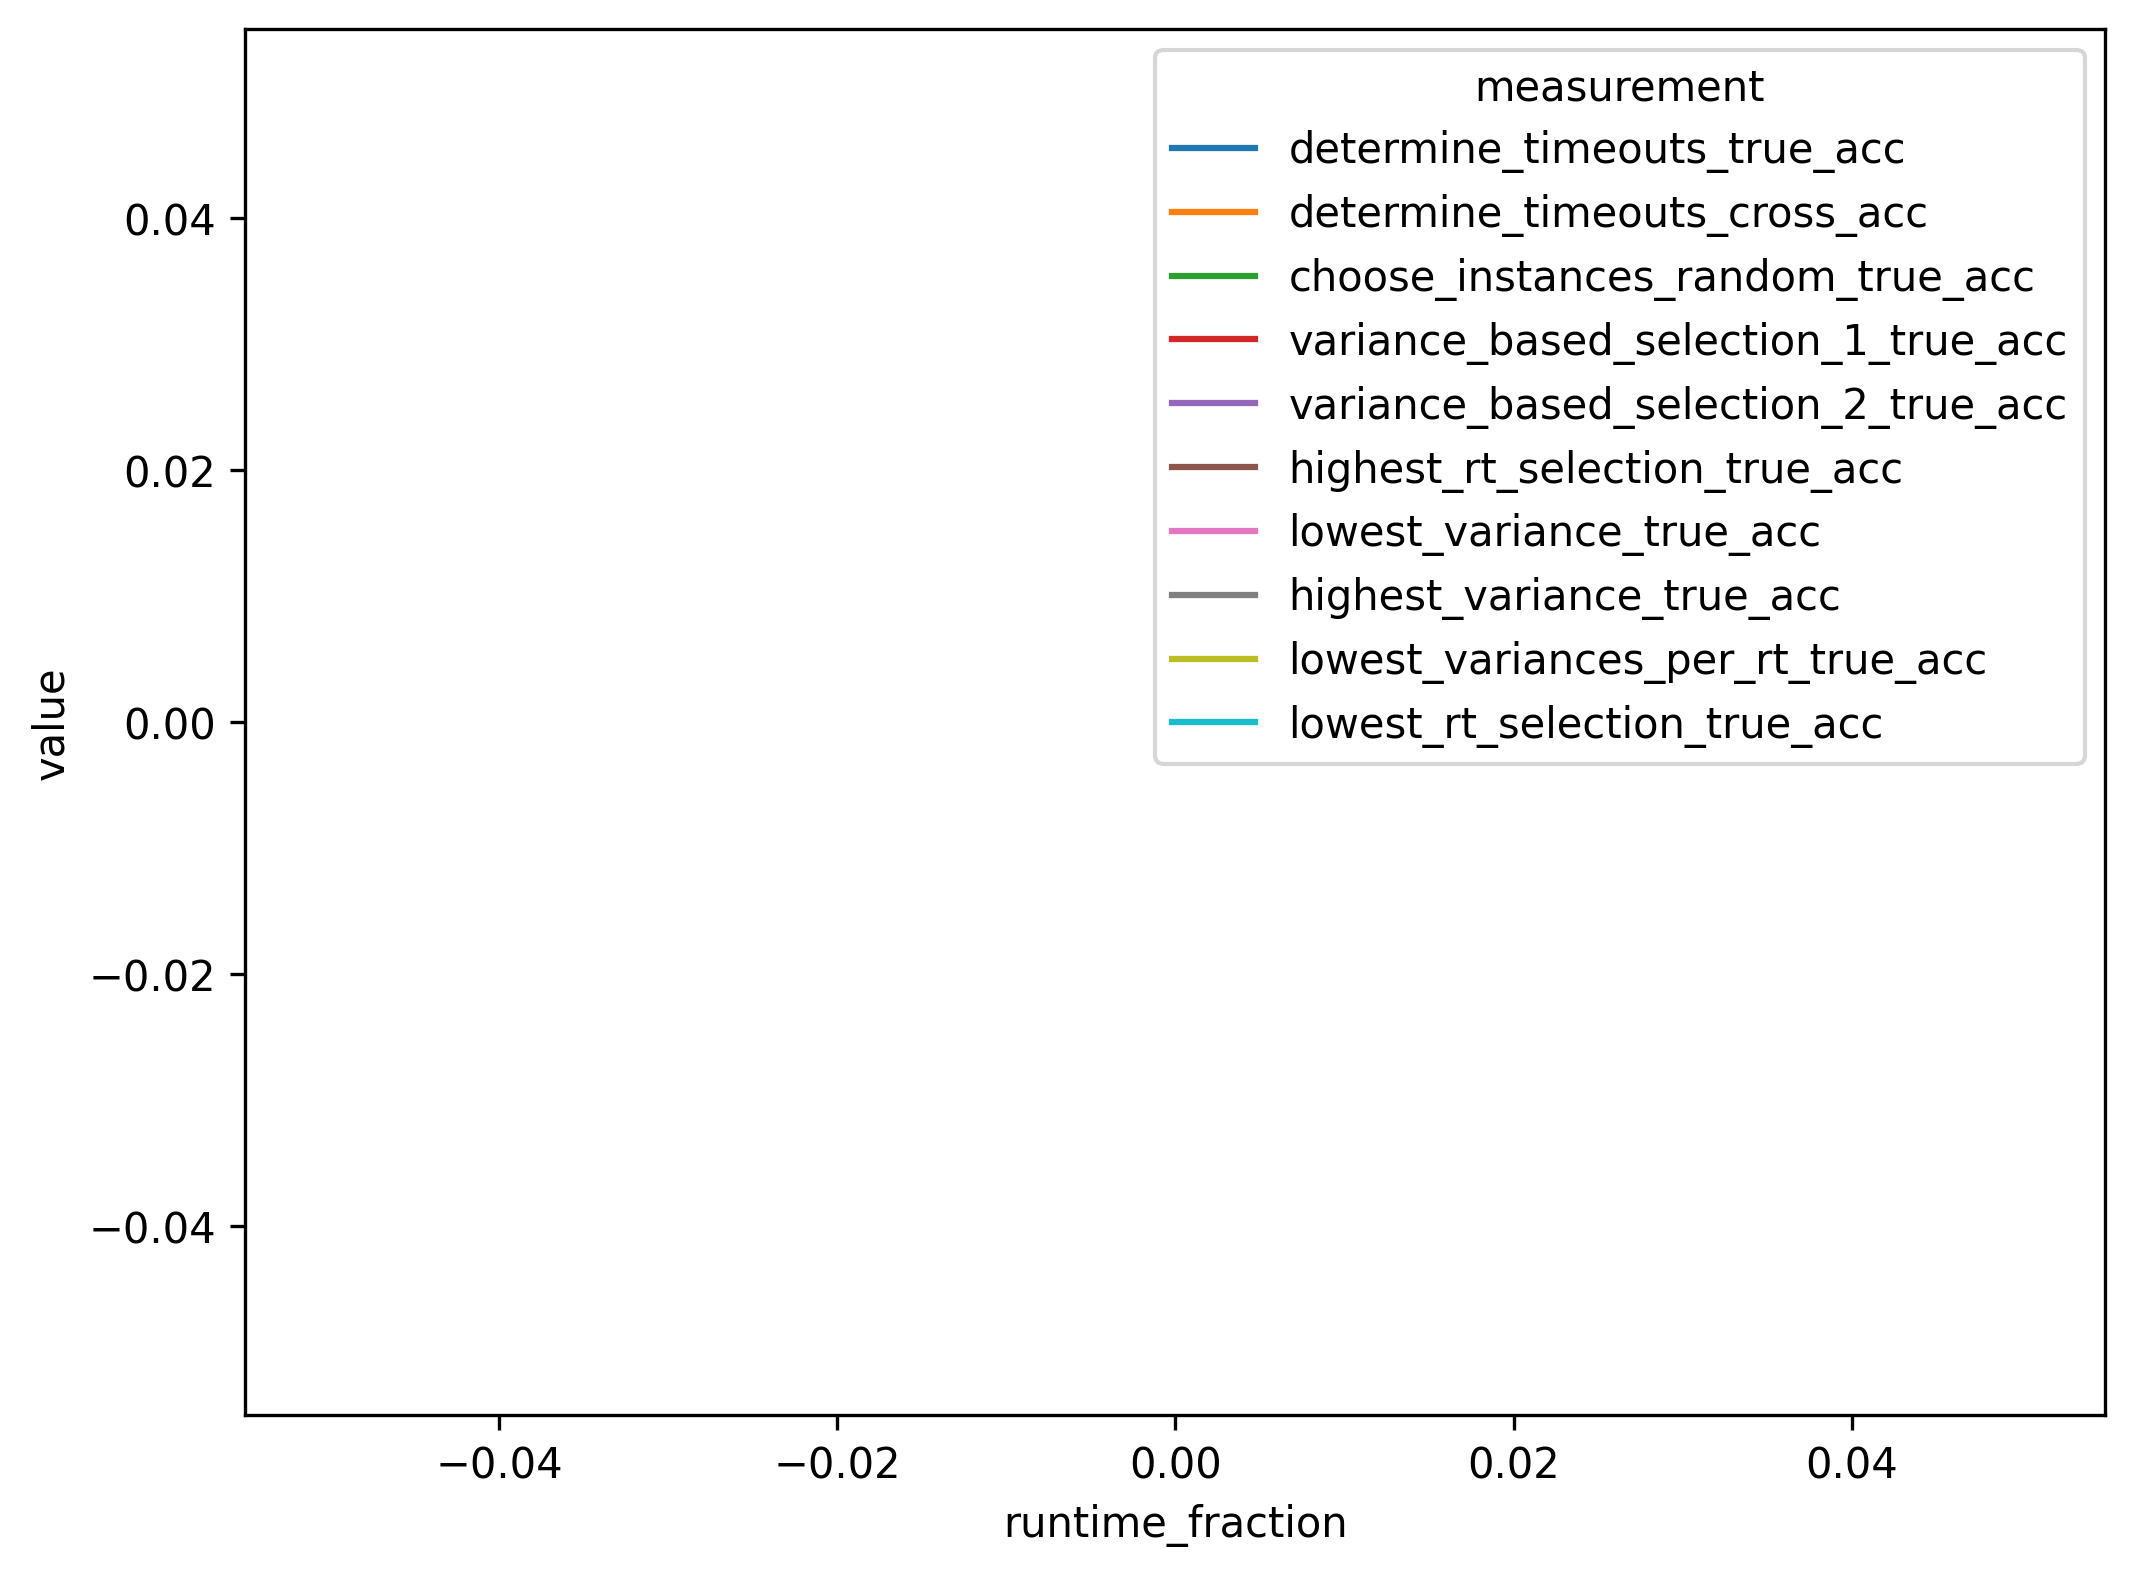 measurement
determine_timeouts_true_acc
determine_timeouts_cross_acc
choose_instances_random_true_acc
variance_based_selection_1_true_acc
variance_based_selection_2_true_acc
highest_rt_selection_true_acc
lowest_variance_true_acc
highest_variance_true_acc
lowest_variances_per_rt_true_acc
lowest_rt_selection_true_acc
value
0.04
0.02
0.00
−0.02
−0.04
−0.04 −0.02 0.00 0.02 0.04
runtime_fraction